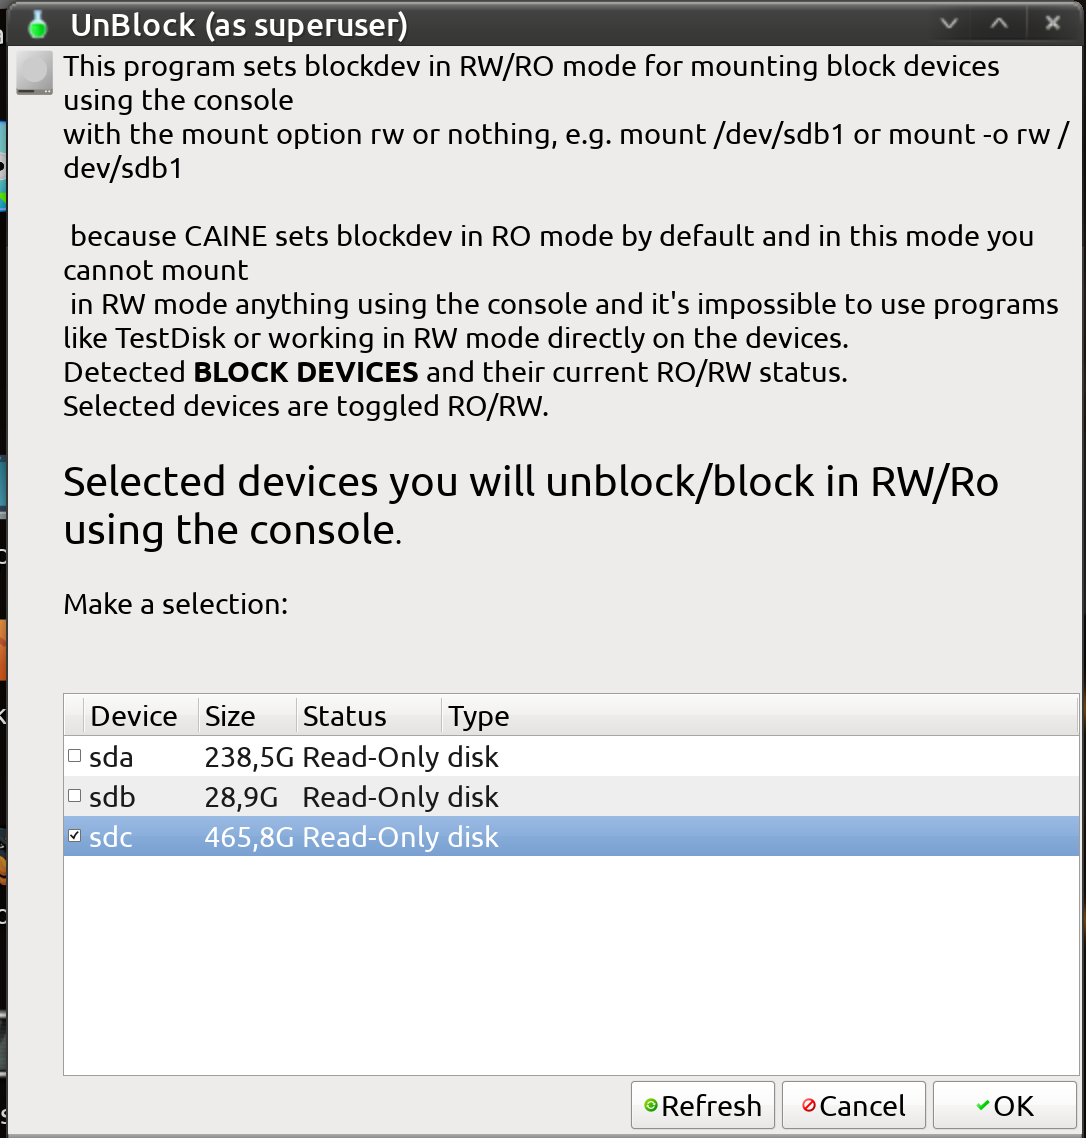 UnBlock (as superuser)
This program sets blockdev in RW/RO mode for mounting block devices
using the console
with the mount option rw or nothing, e.g. mount /dev/sdb1 or mount -o rw /
dev/sdb1
because CAINE sets blockdev in RO mode by default and in this mode you
cannot mount
in RW mode anything using the console and it's impossible to use programs
like TestDisk or working in RW mode directly on the devices.
Detected BLOCK DEVICES and their current RO/RW status.
Selected devices are toggled RO/RW.
Selected devices you will unblock/block in RW/Ro
using the console.
Make a selection:
Device Size Status Type
sda 238,5G Read-Only disk
sdb 28,9G Read-Only disk
sdc 465,8G Read-Only disk
Refresh Cancel OK